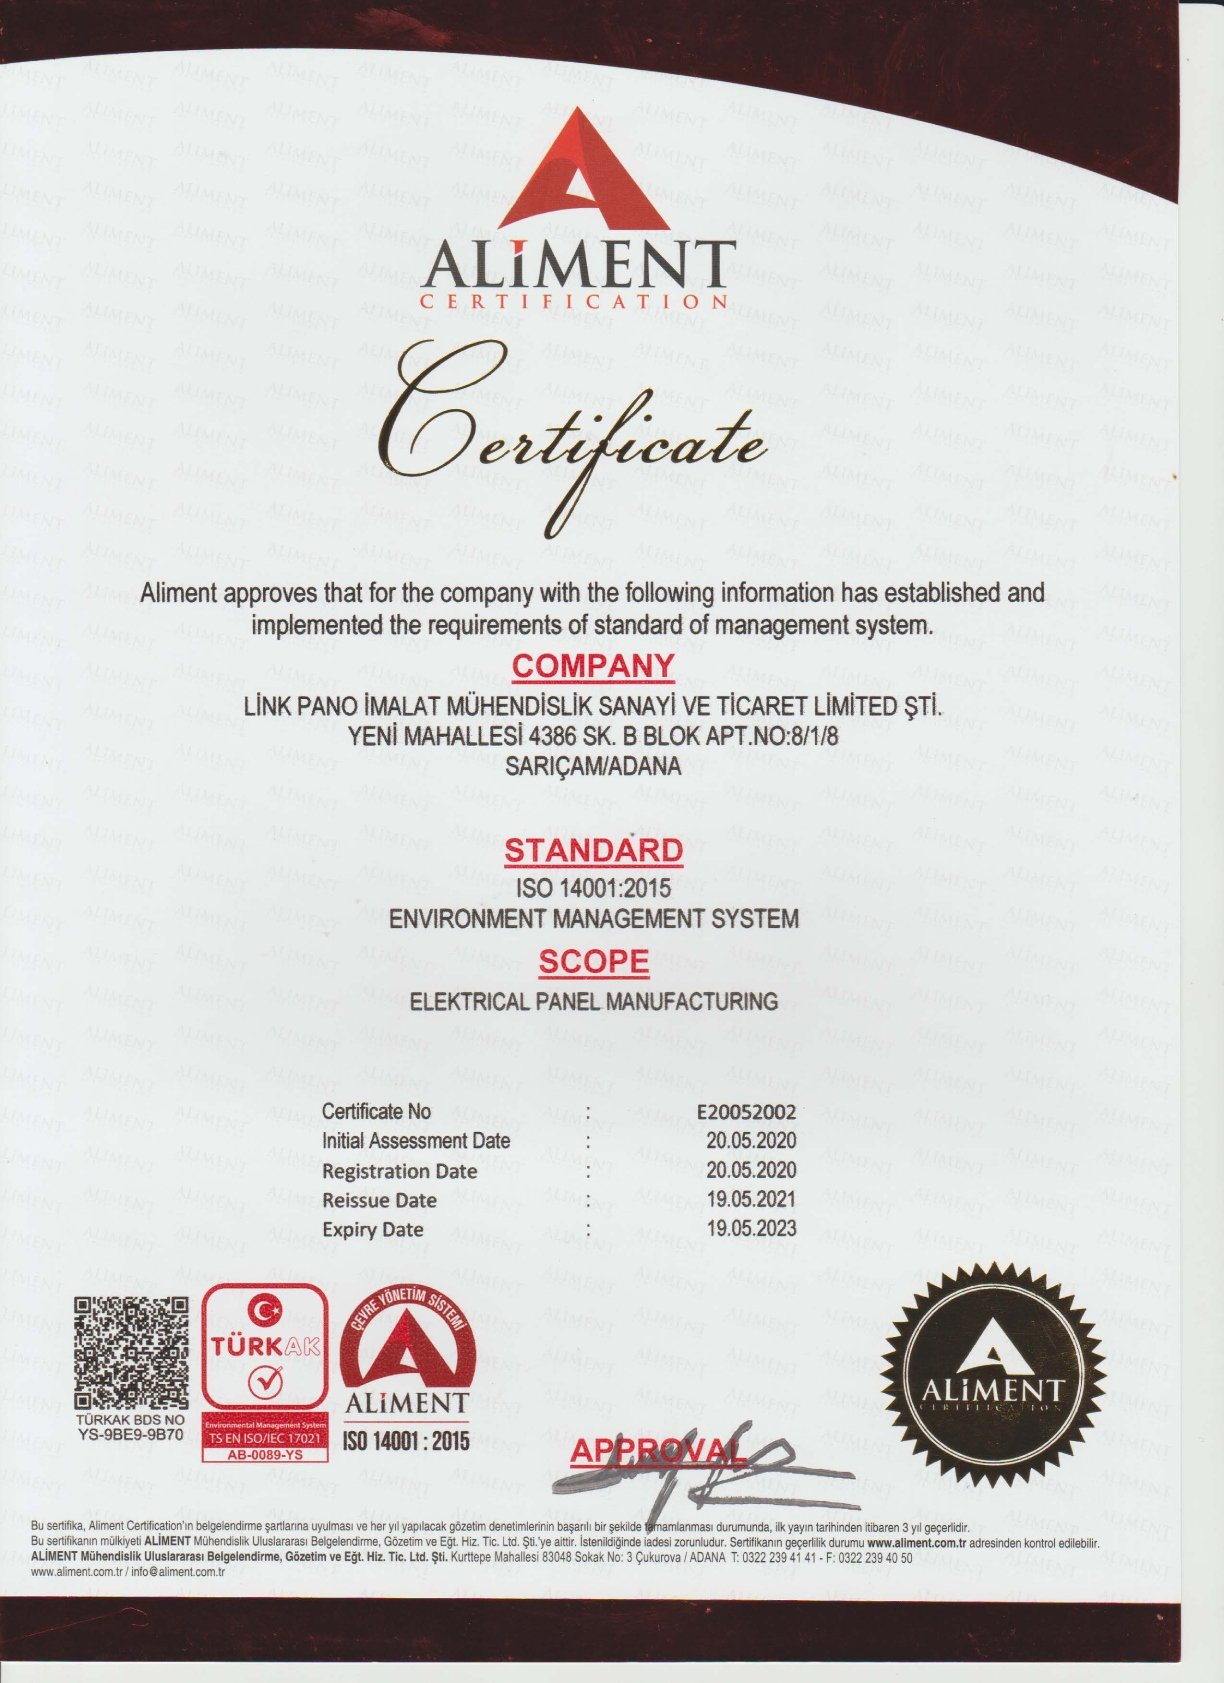 ALİMENT
CERTIFICATION
Certificate
Aliment approves that for the company with the following information has established and
implemented the requirements of standard of management system.
COMPANY
LİNK PANO İMALAT MÜHENDİSLİK SANAYİ VE TİCARET LİMİTED ŞTİ.
YENİ MAHALLESİ 4386 SK. B BLOK APT.NO:8/1/8
SARIÇAM/ADANA
STANDARD
ISO 14001:2015
ENVIRONMENT MANAGEMENT SYSTEM
SCOPE
ELEKTRICAL PANEL MANUFACTURING
Certificate No : E20052002
Initial Assessment Date : 20.05.2020
Registration Date : 20.05.2020
Reissue Date : 19.05.2021
Expiry Date : 19.05.2023
TÜRKAK BDS NO
YS-9BE9-9B70
TÜRKAK
Environmental Management System
TS EN ISO/IEC 17021
AB-0089-YS
ÇEVRE YÖNETİM SİSTEMİ
ALİMENT
ISO 14001 : 2015
APPROVAL
ALİMENT
CERTIFICATION
Bu sertifika, Aliment Certification'ın belgelendirme şartlarına uyulması ve her yıl yapılacak gözetim denetimlerinin başarılı bir şekilde tamamlanması durumunda, ilk yayın tarihinden itibaren 3 yıl geçerlidir.
Bu sertifikanın mülkiyeti ALİMENT Mühendislik Uluslararası Belgelendirme, Gözetim ve Eğt. Hiz. Tic. Ltd. Şti.'ye aittir. İstenildiğinde iadesi zorunludur. Sertifikanın geçerlilik durumu www.aliment.com.tr adresinden kontrol edilebilir.
ALİMENT Mühendislik Uluslararası Belgelendirme, Gözetim ve Eğt. Hiz. Tic. Ltd. Şti. Kurttepe Mahallesi 83048 Sokak No: 3 Çukurova / ADANA T: 0322 239 41 41 - F: 0322 239 40 50
www.aliment.com.tr / info@aliment.com.tr